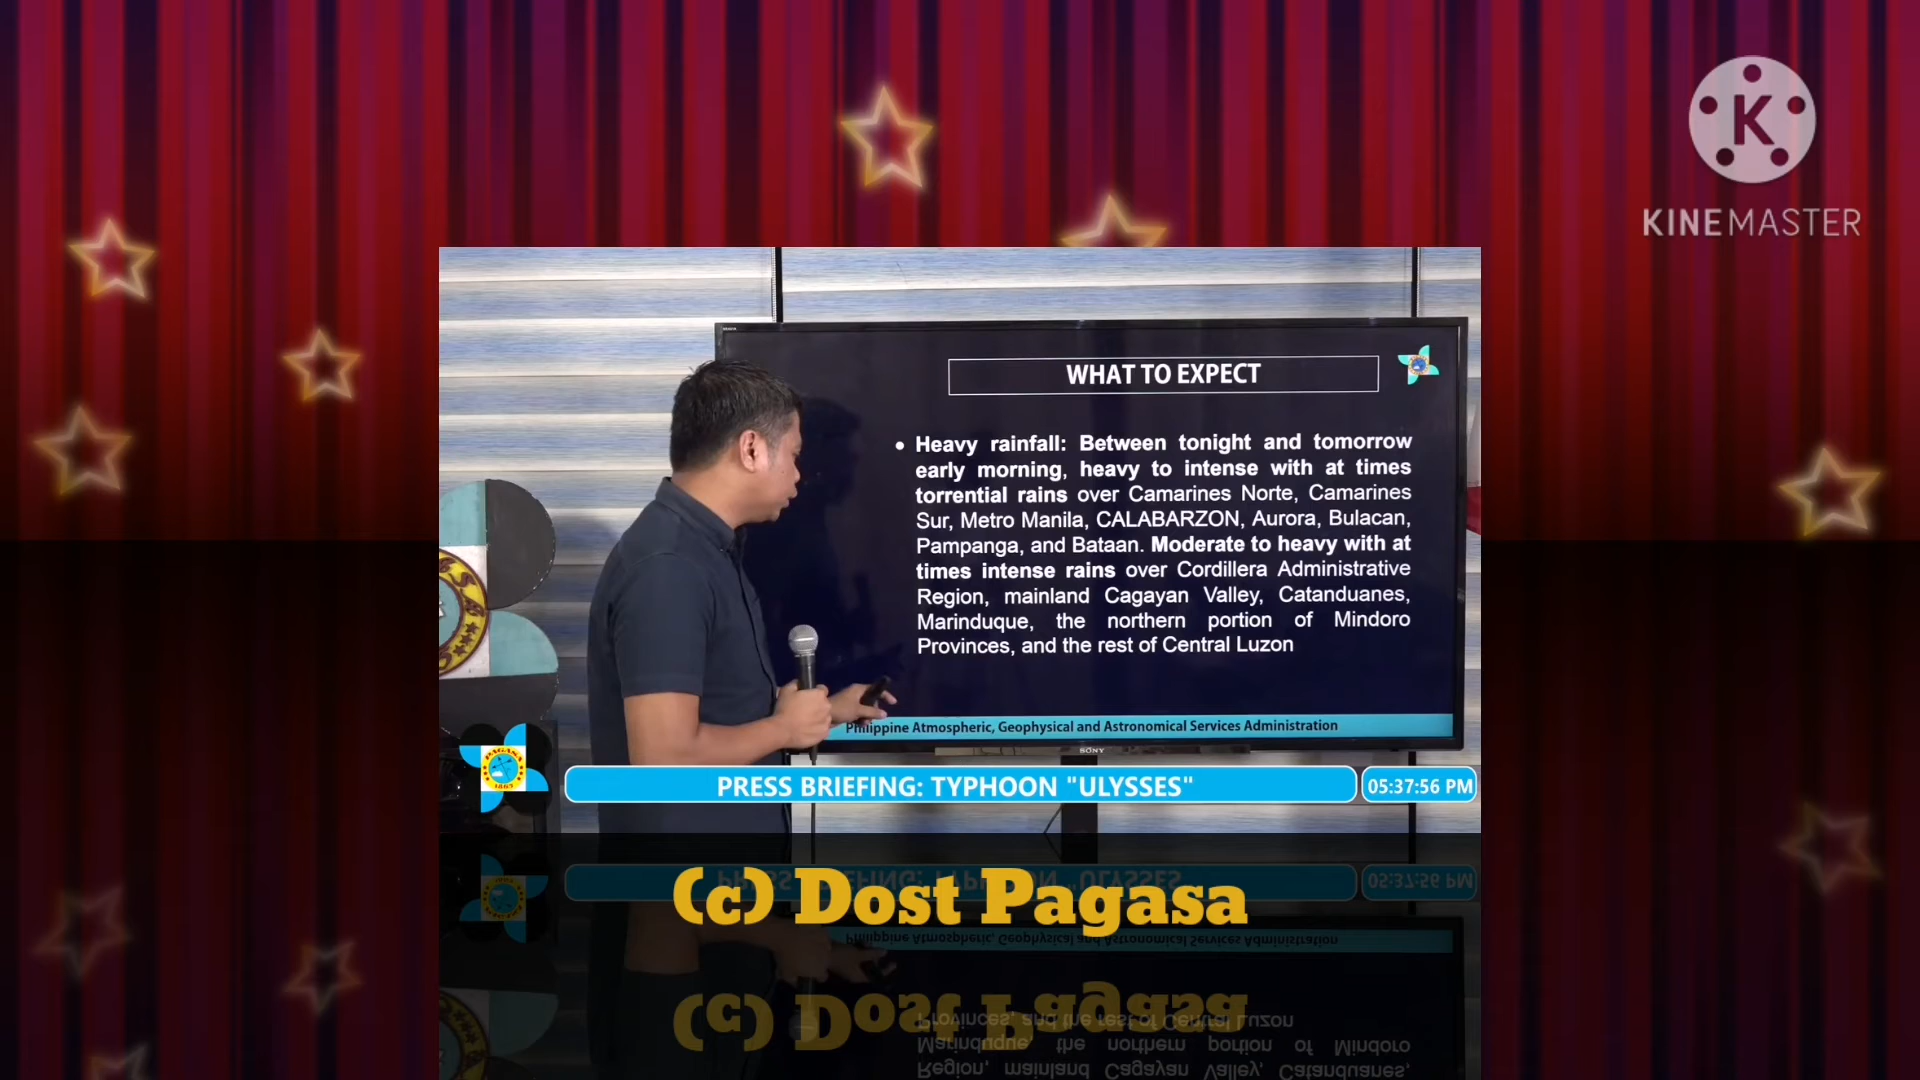 K
KINEMASTER
WHAT TO EXPECT
• Heavy rainfall: Between tonight and tomorrow
early morning, heavy to intense with at times
torrential rains over Camarines Norte, Camarines
Sur, Metro Manila, CALABARZON, Aurora, Bulacan,
Pampanga, and Bataan. Moderate to heavy with at
times intense rains over Cordillera Administrative
Region, mainland Cagayan Valley, Catanduanes,
Marinduque, the northern portion of Mindoro
Provinces, and the rest of Central Luzon
Philippine Atmospheric, Geophysical and Astronomical Services Administration
SONY
PAGASA
PRESS BRIEFING: TYPHOON "ULYSSES"
05:37:56 PM
(c) Dost Pagasa